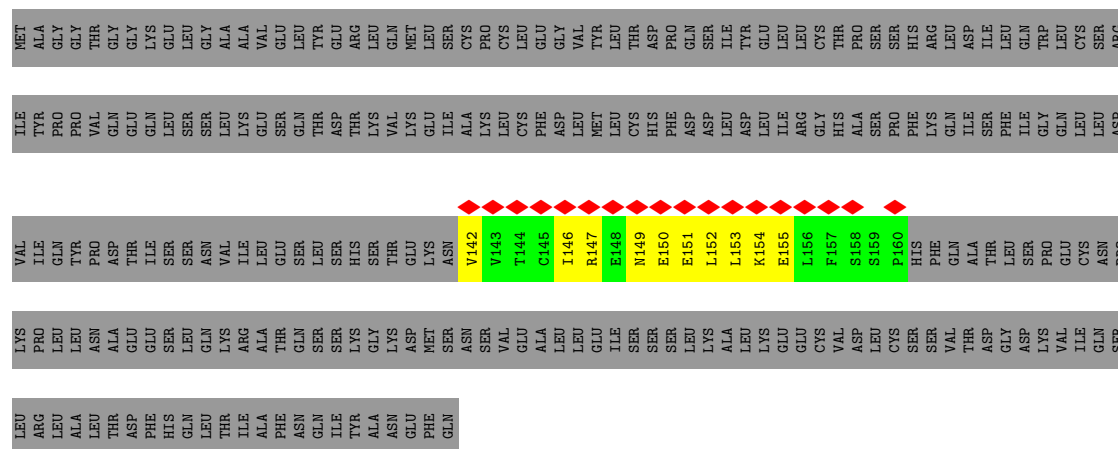 MET ALA GLY GLY THR GLY GLY LYS GLU LEU GLY ALA ALA VAL GLU LEU TYR GLU ARG LEU GLN MET LEU SER CYS PRO CYS LEU GLU GLY VAL TYR LEU THR ASP PRO GLN SER ILE TYR GLU LEU LEU CYS THR PRO SER SER HIS ARG LEU ASP ILE LEU GLN TRP LEU CYS SER ARG
ILE TYR PRO PRO VAL GLN GLU GLN LEU SER SER LEU LYS GLU SER GLN THR ASP THR LYS VAL LYS GLU ILE ALA LYS LEU CYS PHE ASP LEU MET LEU CYS HIS PHE ASP ASP LEU ASP LEU ILE ARG GLY HIS ALA SER PRO PHE LYS GLN ILE SER PHE ILE GLY GLN LEU LEU ASP
VAL ILE GLN TYR PRO ASP THR ILE SER SER ASN VAL ILE LEU GLU SER LEU SER HIS SER THR GLU LYS ASN V142 V143 T144 C145 I146 R147 E148 N149 E150 E151 L152 L153 K154 E155 L156 F157 S158 S159 P160 HIS PHE GLN ALA THR LEU SER PRO GLU CYS ASN PRO
LYS PRO LEU LEU ASN ALA GLU GLU SER LEU GLN LYS ARG ALA THR GLN SER SER LYS GLY LYS ASP MET SER ASN SER VAL GLU ALA LEU LEU GLU ILE SER SER SER LEU LYS ALA LEU LYS GLU GLU CYS VAL ASP LEU CYS SER SER VAL THR ASP GLY ASP LYS VAL ILE GLN SER
LEU ARG LEU ALA LEU THR ASP PHE HIS GLN LEU THR ILE ALA PHE ASN GLN ILE TYR ALA ASN GLU PHE GLN